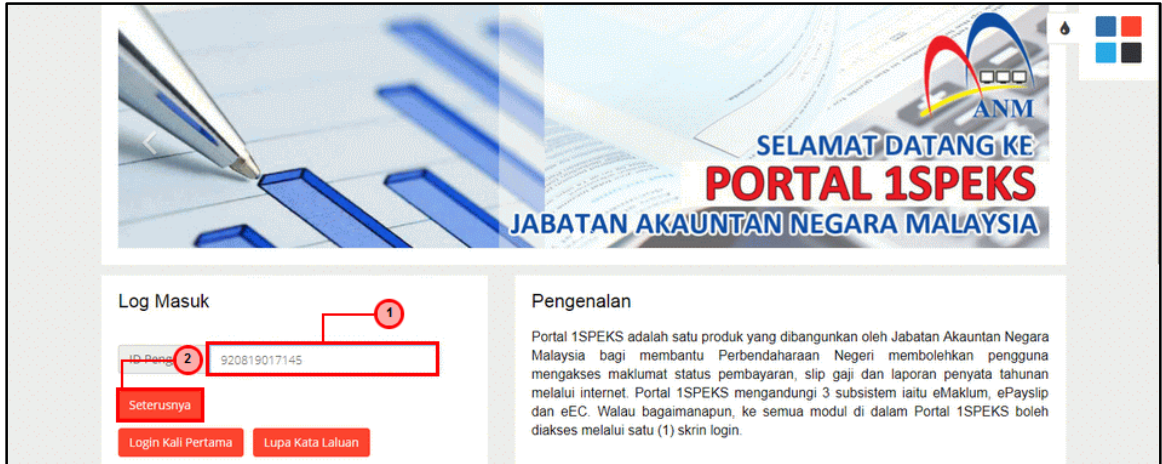 ANM
SELAMAT DATANG KE
PORTAL 1SPEKS
JABATAN AKAUNTAN NEGARA MALAYSIA
Log Masuk
1
ID Peng
2
920819017145
Seterusnya
Login Kali Pertama
Lupa Kata Laluan
Pengenalan
Portal 1SPEKS adalah satu produk yang dibangunkan oleh Jabatan Akauntan Negara
Malaysia bagi membantu Perbendaharaan Negeri membolehkan pengguna
mengakses maklumat status pembayaran, slip gaji dan laporan penyata tahunan
melalui internet. Portal 1SPEKS mengandungi 3 subsistem iaitu eMaklum, ePayslip
dan eEC. Walau bagaimanapun, ke semua modul di dalam Portal 1SPEKS boleh
diakses melalui satu (1) skrin login.